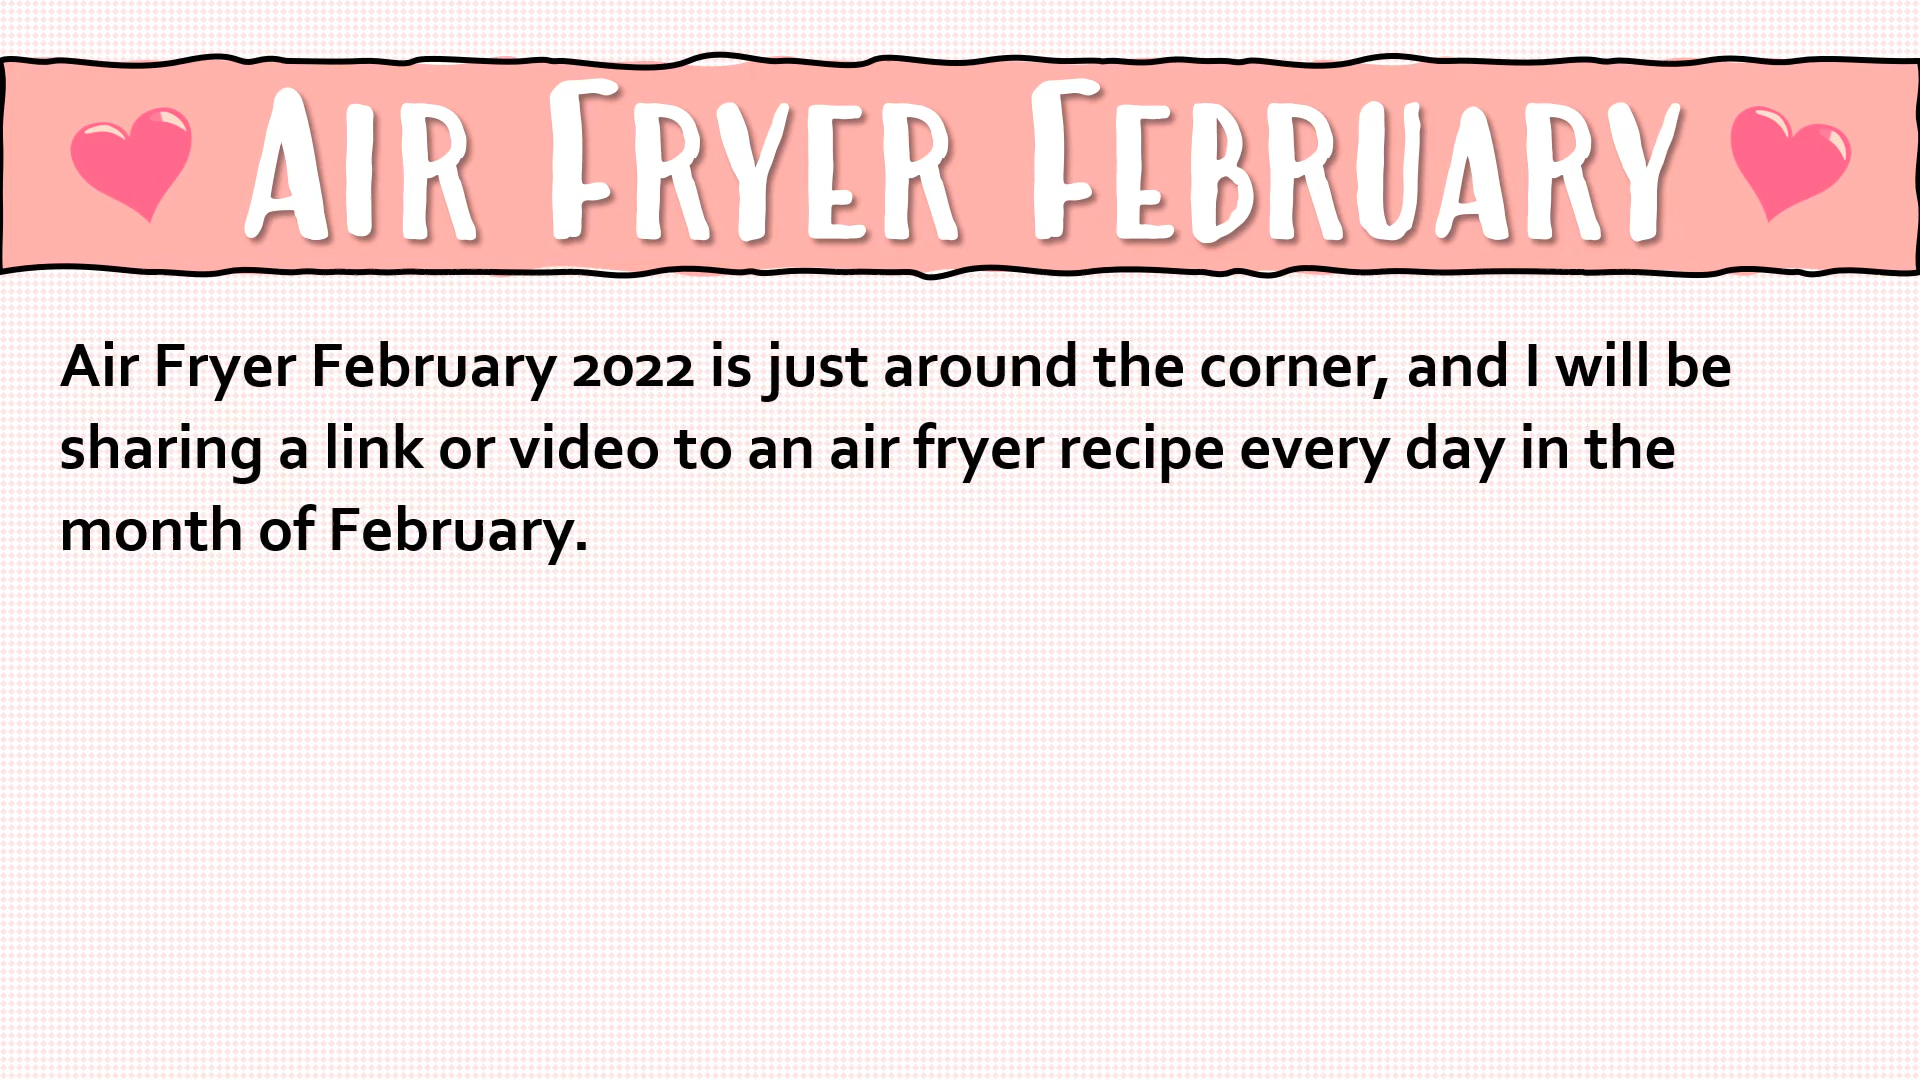 AIR FRYER FEBRUARY
Air Fryer February 2022 is just around the corner, and I will be
sharing a link or video to an air fryer recipe every day in the
month of February.